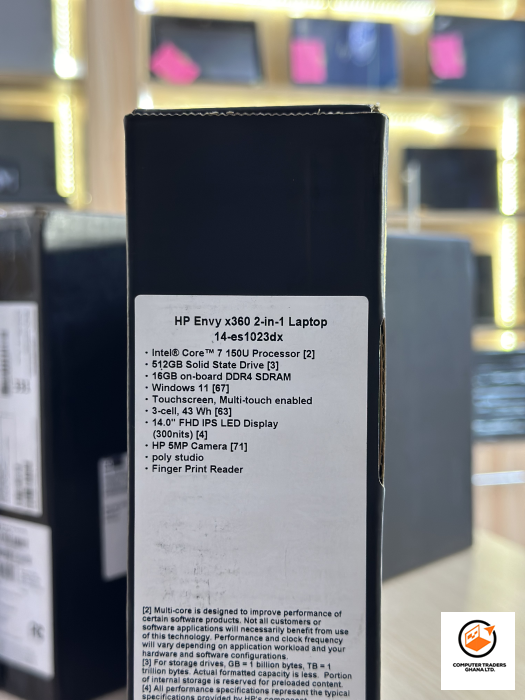 HP Envy x360 2-in-1 Laptop
14-es1023dx
· Intel® Core™ 7 150U Processor [2]
· 512GB Solid State Drive [3]
· 16GB on-board DDR4 SDRAM
· Windows 11 [67]
· Touchscreen, Multi-touch enabled
· 3-cell, 43 Wh [63]
· 14.0" FHD IPS LED Display
(300nits) [4]
· HP 5MP Camera [71]
· poly studio
· Finger Print Reader
[2] Multi-core is designed to improve performance of
certain software products. Not all customers or
software applications will necessarily benefit from use
of this technology. Performance and clock frequency
will vary depending on application workload and your
hardware and software configurations.
[3] For storage drives, GB = 1 billion bytes, TB = 1
trillion bytes. Actual formatted capacity is less. Portion
of internal storage is reserved for preloaded content.
[4] All performance specifications represent the typical
specifications provided by HP's component
COMPUTER TRADERS
GHANA LTD.